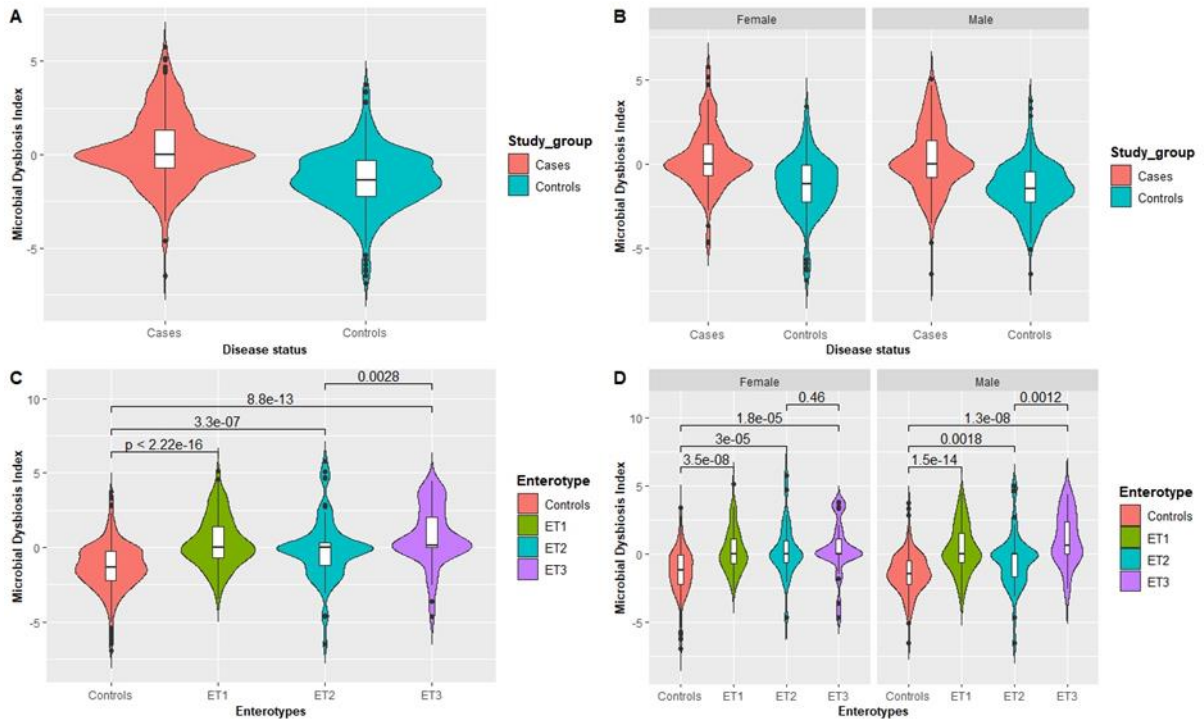 A
Microbial Dysbiosis Index
5
0
-5
Cases
Controls
Disease status
Study_group
Cases
Controls
B
Female
Male
Microbial Dysbiosis Index
5
0
-5
Cases
Controls
Cases
Controls
Disease status
Study_group
Cases
Controls
C
Microbial Dysbiosis Index
10
5
0
-5
0.0028
8.8e-13
3.3e-07
p < 2.22e-16
Controls
ET1
ET2
ET3
Enterotypes
Enterotype
Controls
ET1
ET2
ET3
D
Female
Male
Microbial Dysbiosis Index
10
5
0
-5
0.46
1.8e-05
3e-05
3.5e-08
0.0012
1.3e-08
0.0018
1.5e-14
Controls
ET1
ET2
ET3
Controls
ET1
ET2
ET3
Enterotypes
Enterotype
Controls
ET1
ET2
ET3